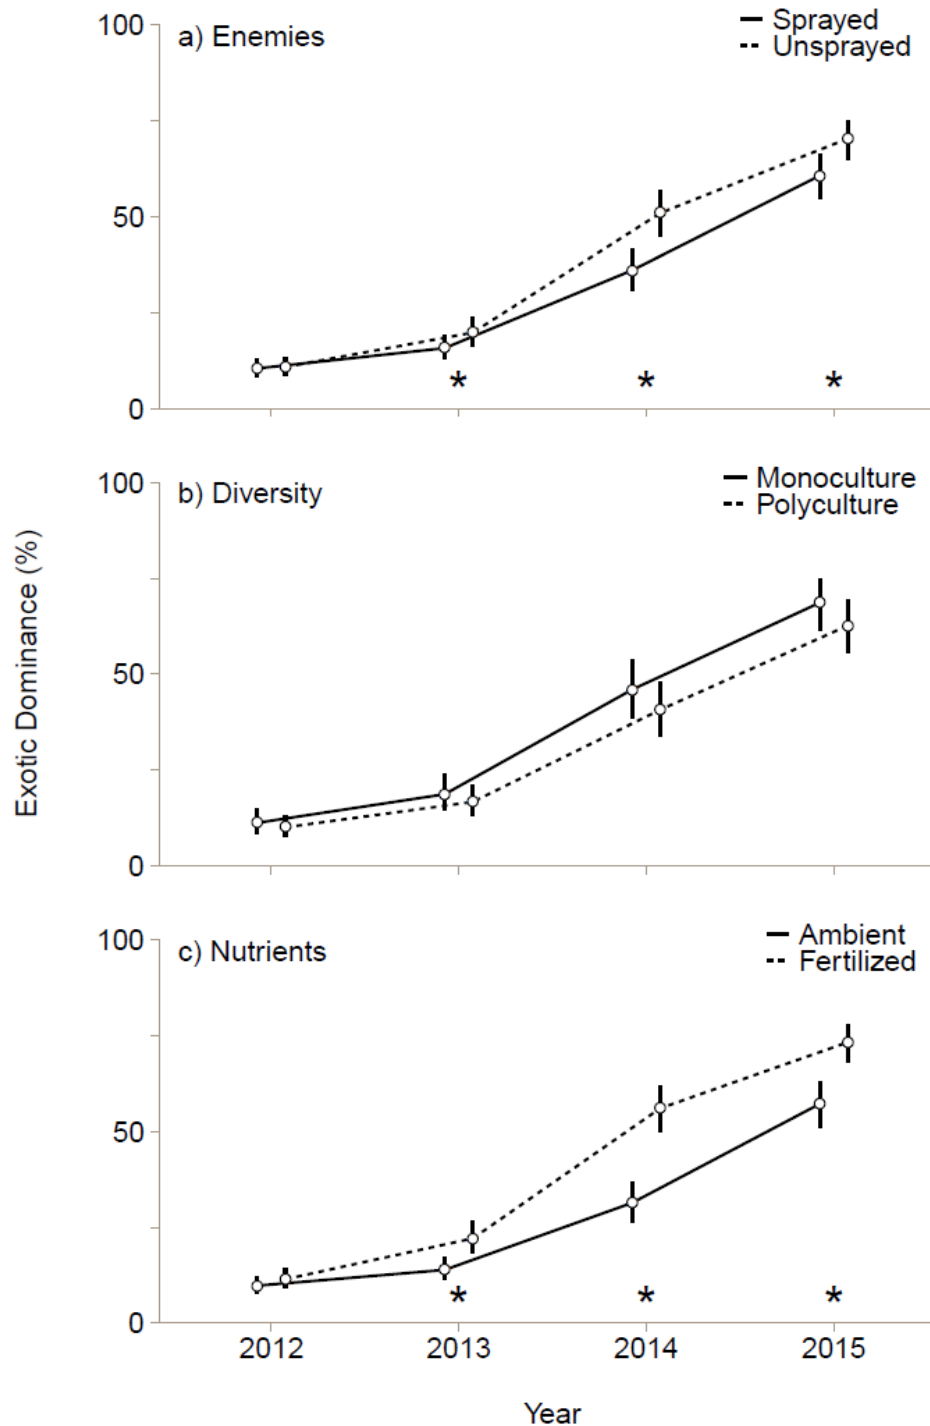 100
a) Enemies
Sprayed
Unsprayed
50
0
* * *
100
b) Diversity
Monoculture
Polyculture
50
0
Exotic Dominance (%)
100
c) Nutrients
Ambient
Fertilized
50
0
* * *
2012 2013 2014 2015
Year